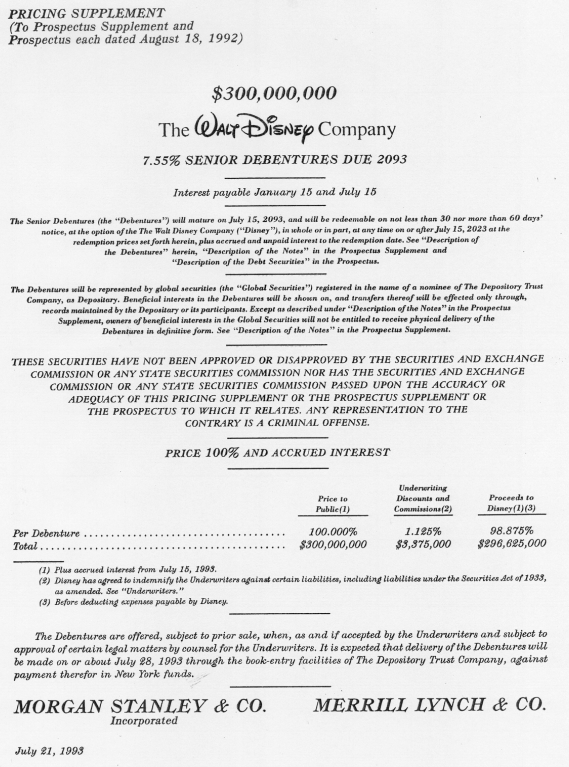 PRICING SUPPLEMENT
(To Prospectus Supplement and
Prospectus each dated August 18, 1992)
$300,000,000
The WALT DISNEY Company
7.55% SENIOR DEBENTURES DUE 2093
Interest payable January 15 and July 15
The Senior Debentures (the “Debentures”) will mature on July 15, 2093, and will be redeemable on not less than 30 nor more than 60 days’
notice, at the option of the The Walt Disney Company (“Disney”), in whole or in part, at any time on or after July 15, 2023 at the
redemption prices set forth herein, plus accrued and unpaid interest to the redemption date. See “Description of
the Debentures” herein, “Description of the Notes” in the Prospectus Supplement and
“Description of the Debt Securities” in the Prospectus.
The Debentures will be represented by global securities (the “Global Securities”) registered in the name of a nominee of The Depository Trust
Company, as Depository. Beneficial interests in the Debentures will be shown on, and transfers thereof will be effected only through,
records maintained by the Depository or its participants. Except as described under “Description of the Notes” in the Prospectus
Supplement, owners of beneficial interests in the Global Securities will not be entitled to receive physical delivery of the
Debentures in definitive form. See “Description of the Notes” in the Prospectus Supplement.
THESE SECURITIES HAVE NOT BEEN APPROVED OR DISAPPROVED BY THE SECURITIES AND EXCHANGE
COMMISSION OR ANY STATE SECURITIES COMMISSION NOR HAS THE SECURITIES AND EXCHANGE
COMMISSION OR ANY STATE SECURITIES COMMISSION PASSED UPON THE ACCURACY OR
ADEQUACY OF THIS PRICING SUPPLEMENT OR THE PROSPECTUS SUPPLEMENT OR
THE PROSPECTUS TO WHICH IT RELATES. ANY REPRESENTATION TO THE
CONTRARY IS A CRIMINAL OFFENSE.
PRICE 100% AND ACCRUED INTEREST
Price to Public(1)
Underwriting Discounts and Commissions(2)
Proceeds to Disney(1)(3)
Per Debenture ..................................... 100.000% 1.125% 98.875%
Total ............................................. $300,000,000 $3,375,000 $296,625,000
(1) Plus accrued interest from July 15, 1993.
(2) Disney has agreed to indemnify the Underwriters against certain liabilities, including liabilities under the Securities Act of 1933,
as amended. See “Underwriters.”
(3) Before deducting expenses payable by Disney.
The Debentures are offered, subject to prior sale, when, as and if accepted by the Underwriters and subject to
approval of certain legal matters by counsel for the Underwriters. It is expected that delivery of the Debentures will
be made on or about July 28, 1993 through the book-entry facilities of The Depository Trust Company, against
payment therefor in New York funds.
MORGAN STANLEY & CO.
Incorporated
MERRILL LYNCH & CO.
July 21, 1993